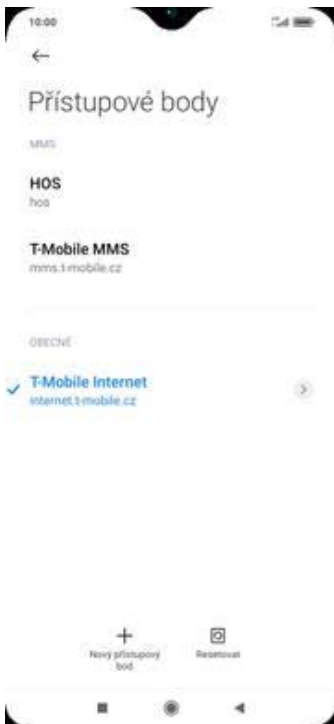 10:00
Přístupové body
MMS
HOS
hos
T-Mobile MMS
mms.t-mobile.cz
OBECNÉ
T-Mobile Internet
internet.t-mobile.cz
Nový přístupový
bod
Resetovat